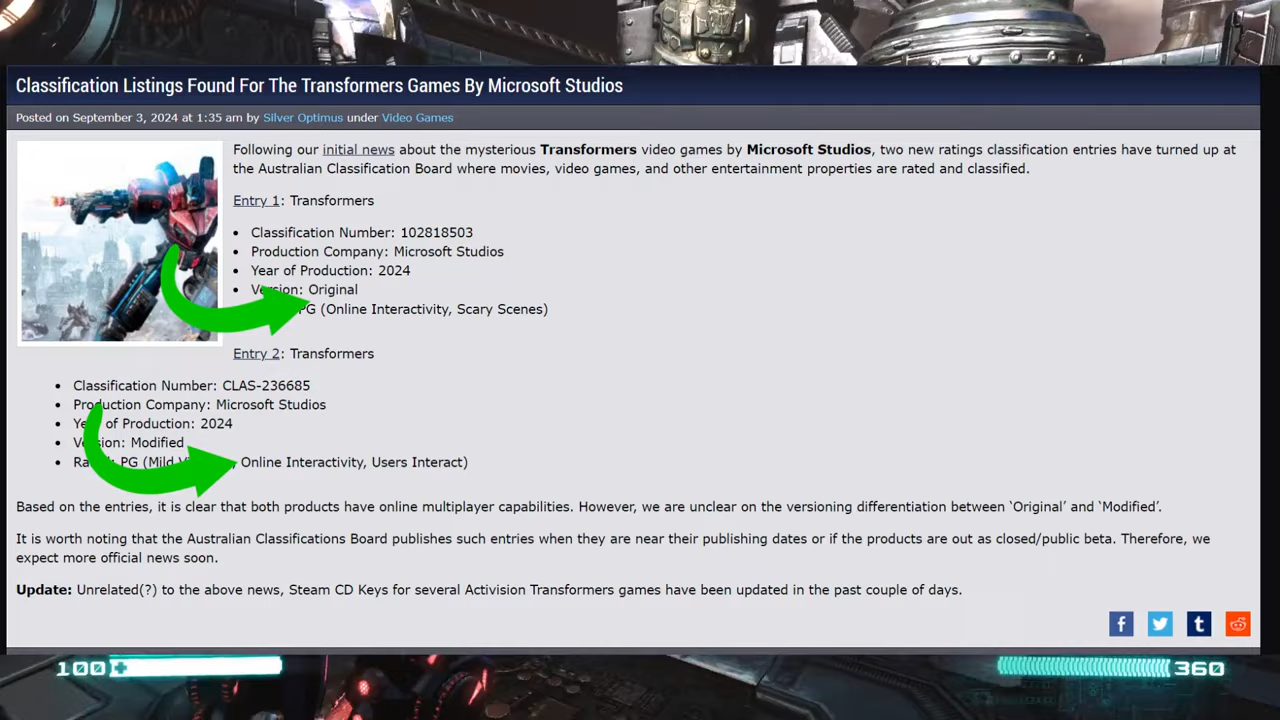 Classification Listings Found For The Transformers Games By Microsoft Studios
Posted on September 3, 2024 at 1:35 am by Silver Optimus under Video Games
Following our initial news about the mysterious Transformers video games by Microsoft Studios, two new ratings classification entries have turned up at
the Australian Classification Board where movies, video games, and other entertainment properties are rated and classified.
Entry 1: Transformers
• Classification Number: 102818503
• Production Company: Microsoft Studios
• Year of Production: 2024
• Version: Original
PG (Online Interactivity, Scary Scenes)
Entry 2: Transformers
• Classification Number: CLAS-236685
• Production Company: Microsoft Studios
• Year of Production: 2024
• Version: Modified
• PG (Mild Online Interactivity, Users Interact)
Based on the entries, it is clear that both products have online multiplayer capabilities. However, we are unclear on the versioning differentiation between ‘Original’ and ‘Modified’.
It is worth noting that the Australian Classifications Board publishes such entries when they are near their publishing dates or if the products are out as closed/public beta. Therefore, we
expect more official news soon.
Update: Unrelated(?) to the above news, Steam CD Keys for several Activision Transformers games have been updated in the past couple of days.
f t
100 360